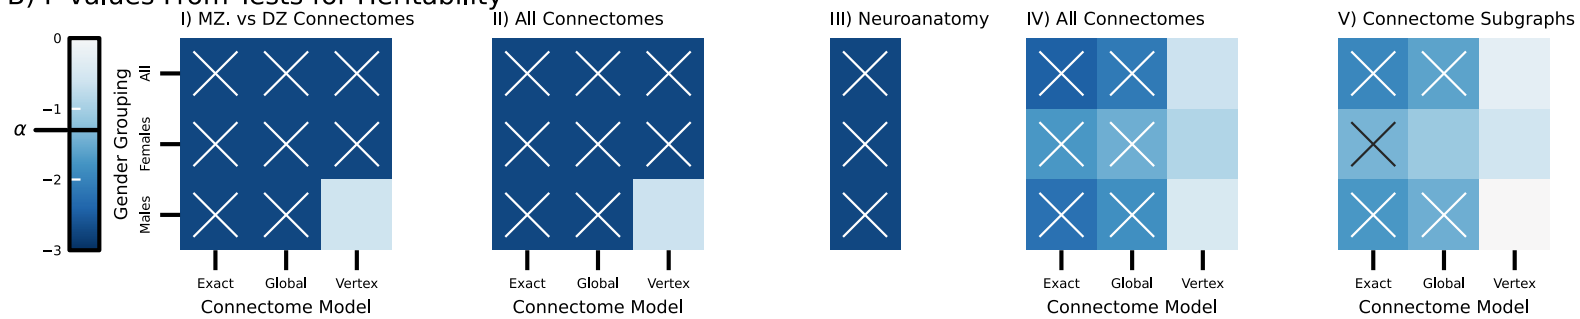 B) P-Values From Tests for Heritability
I) MZ. vs DZ Connectomes
II) All Connectomes
III) Neuroanatomy
IV) All Connectomes
V) Connectome Subgraphs
0
−1
α
−2
−3
Gender Grouping
All
Females
Males
Exact Global Vertex
Connectome Model
Exact Global Vertex
Connectome Model
Exact Global Vertex
Connectome Model
Exact Global Vertex
Connectome Model